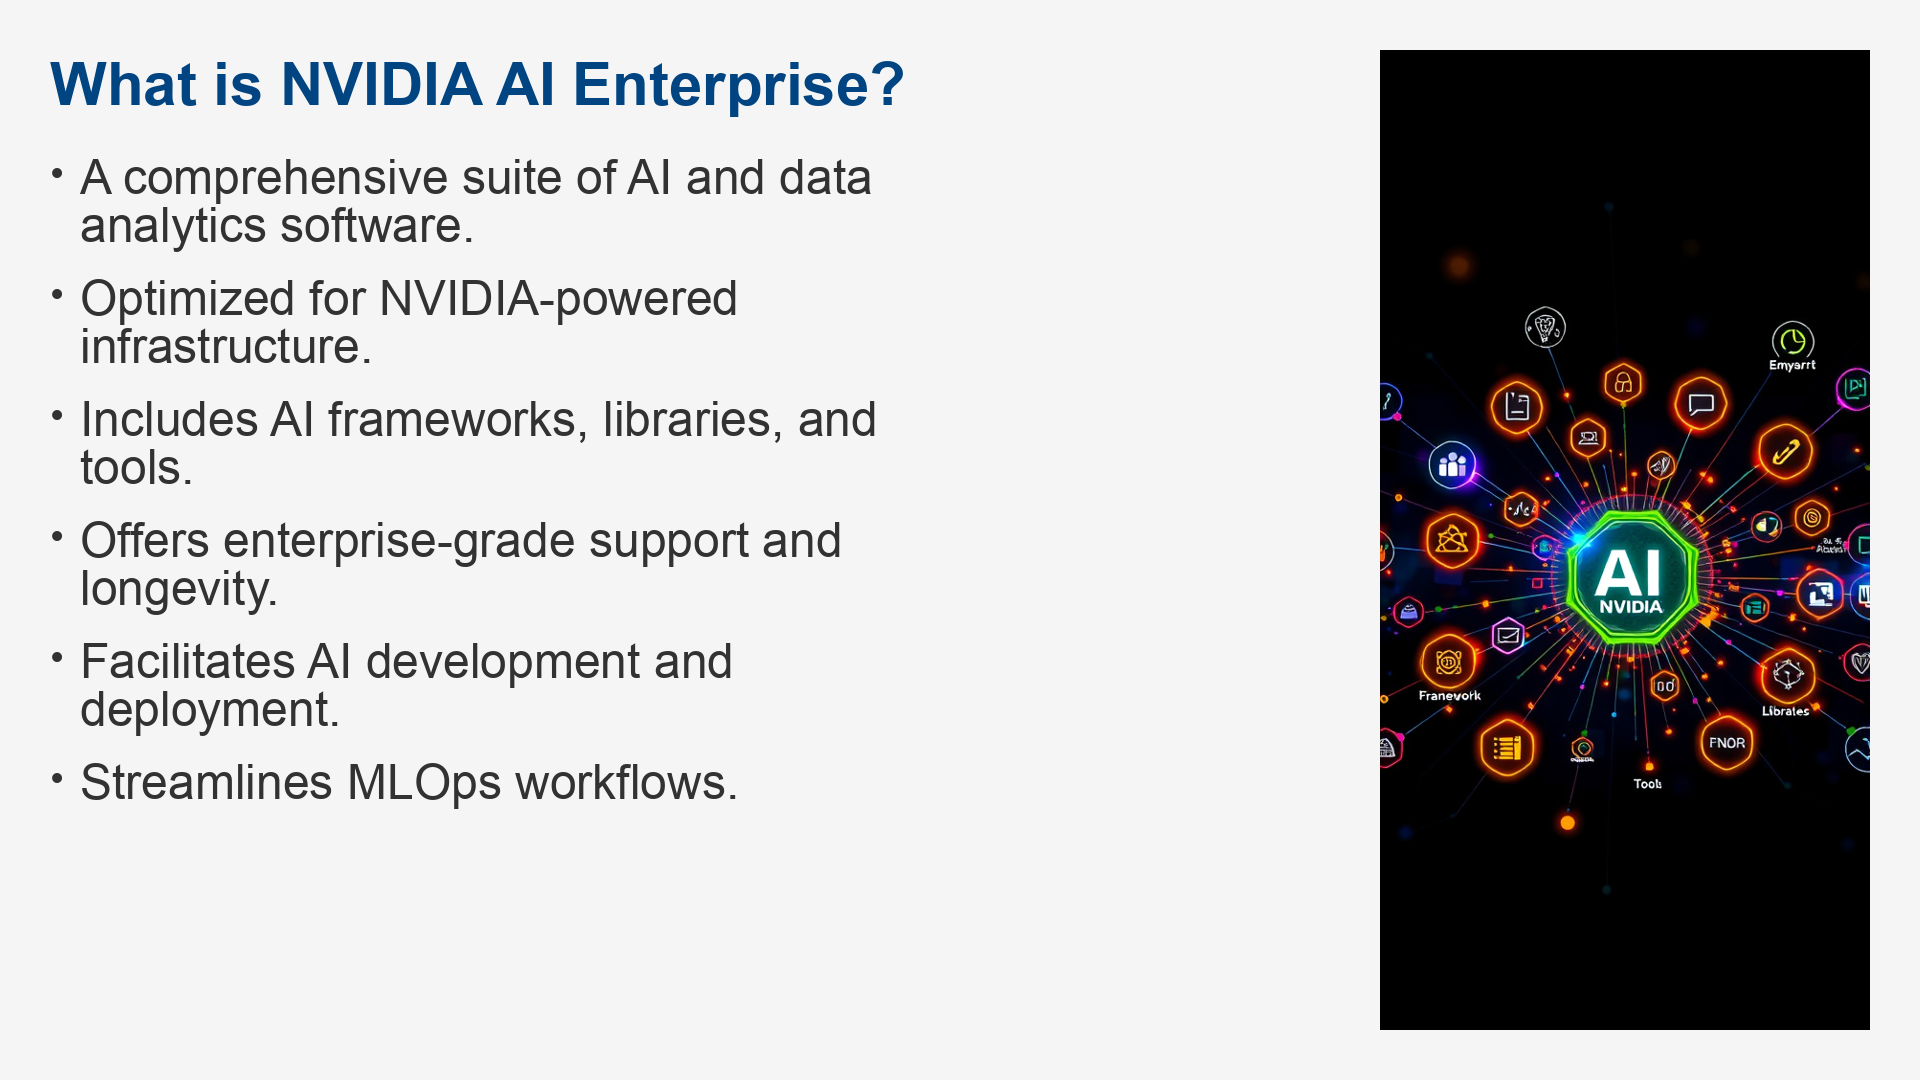 What is NVIDIA AI Enterprise?
• A comprehensive suite of AI and data
analytics software.
• Optimized for NVIDIA-powered
infrastructure.
• Includes AI frameworks, libraries, and
tools.
• Offers enterprise-grade support and
longevity.
• Facilitates AI development and
deployment.
• Streamlines MLOps workflows.
Emyarrt
AI
NVIDIA
Franevork
Librates
FNOR
Tools